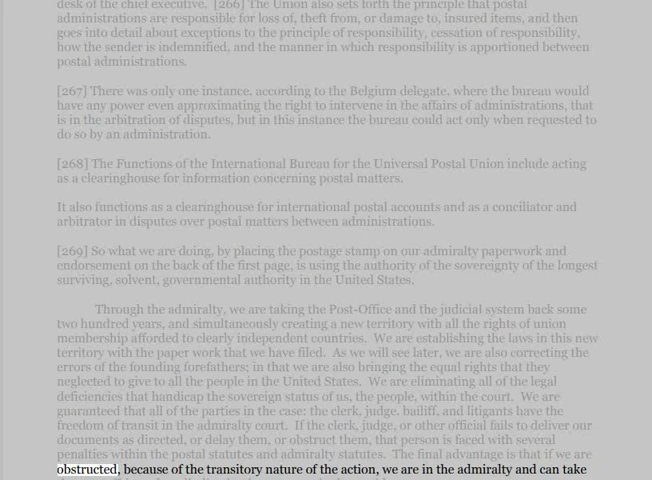 desk of the chief executive. [266] The Union also sets forth the principle that postal
administrations are responsible for loss of, theft from, or damage to, insured items, and then
goes into detail about exceptions to the principle of responsibility, cessation of responsibility,
how the sender is indemnified, and the manner in which responsibility is apportioned between
postal administrations.
[267] There was only one instance, according to the Belgium delegate, where the bureau would
have any power even approximating the right to intervene in the affairs of administrations, that
is in the arbitration of disputes, but in this instance the bureau could act only when requested to
do so by an administration.
[268] The Functions of the International Bureau for the Universal Postal Union include acting
as a clearinghouse for information concerning postal matters.
It also functions as a clearinghouse for international postal accounts and as a conciliator and
arbitrator in disputes over postal matters between administrations.
[269] So what we are doing, by placing the postage stamp on our admiralty paperwork and
endorsement on the back of the first page, is using the authority of the sovereignty of the longest
surviving, solvent, governmental authority in the United States.
Through the admiralty, we are taking the Post-Office and the judicial system back some
two hundred years, and simultaneously creating a new territory with all the rights of union
membership afforded to clearly independent countries. We are establishing the laws in this new
territory with the paper work that we have filed. As we will see later, we are also correcting the
errors of the founding forefathers; in that we are also bringing the equal rights that they
neglected to give to all the people in the United States. We are eliminating all of the legal
deficiencies that handicap the sovereign status of us, the people, within the court. We are
guaranteed that all of the parties in the case: the clerk, judge, bailiff, and litigants have the
freedom of transit in the admiralty court. If the clerk, judge, or other official fails to deliver our
documents as directed, or delay them, or obstruct them, that person is faced with several
penalties within the postal statutes and admiralty statutes. The final advantage is that if we are
obstructed, because of the transitory nature of the action, we are in the admiralty and can take